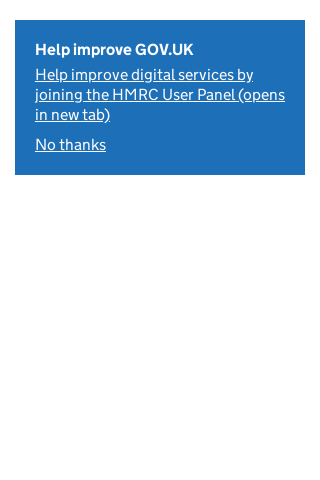 Help improve GOV.UK
Help improve digital services by
joining the HMRC User Panel (opens
in new tab)
No thanks